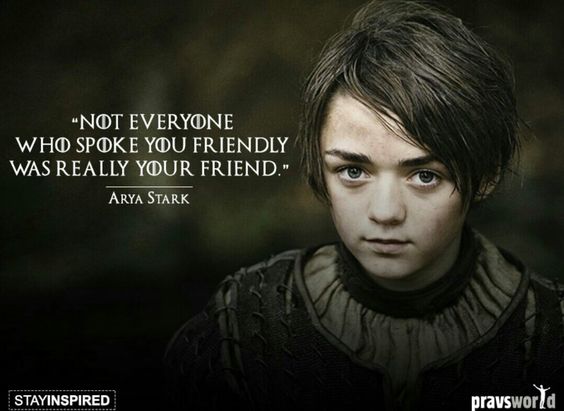 “NOT EVERYONE
WHO SPOKE YOU FRIENDLY
WAS REALLY YOUR FRIEND.”
ARYA STARK
STAYINSPIRED
pravsworld